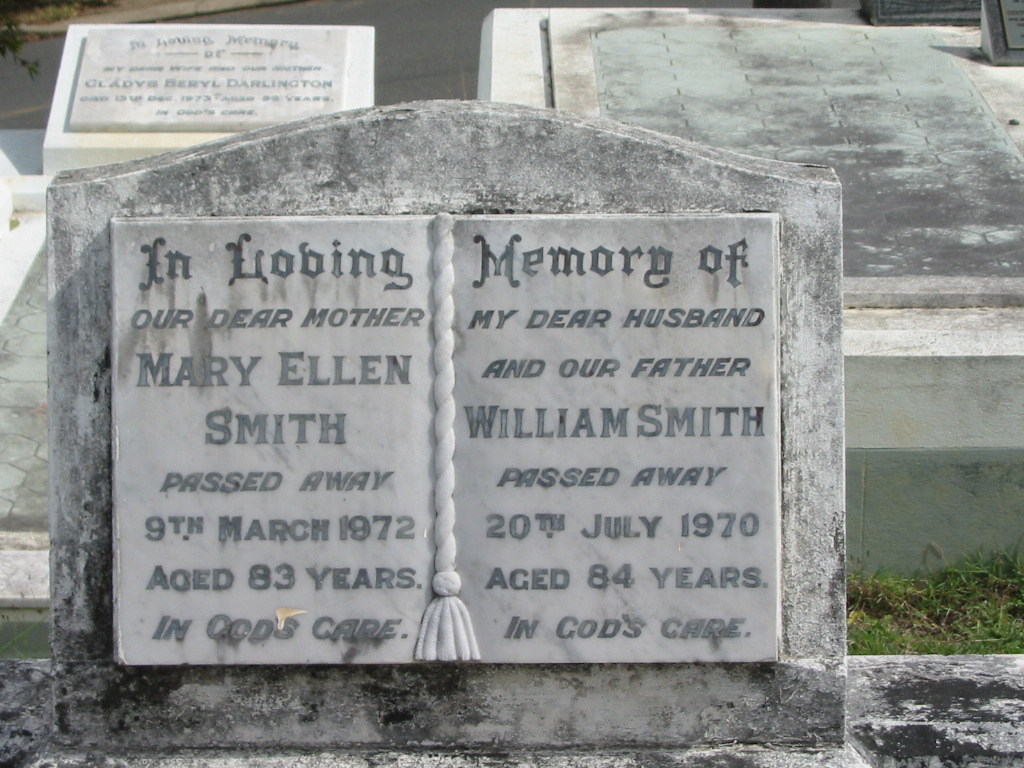 In Loving Memory
OF
MY DEAR WIFE AND OUR MOTHER
GLADYS BERYL DARLINGTON
IN GOD'S CARE.
In Loving
OUR DEAR MOTHER
MARY ELLEN
SMITH
PASSED AWAY
9TH MARCH 1972
AGED 83 YEARS.
IN GOD'S CARE.
Memory of
MY DEAR HUSBAND
AND OUR FATHER
WILLIAM SMITH
PASSED AWAY
20TH JULY 1970
AGED 84 YEARS.
IN GOD'S CARE.